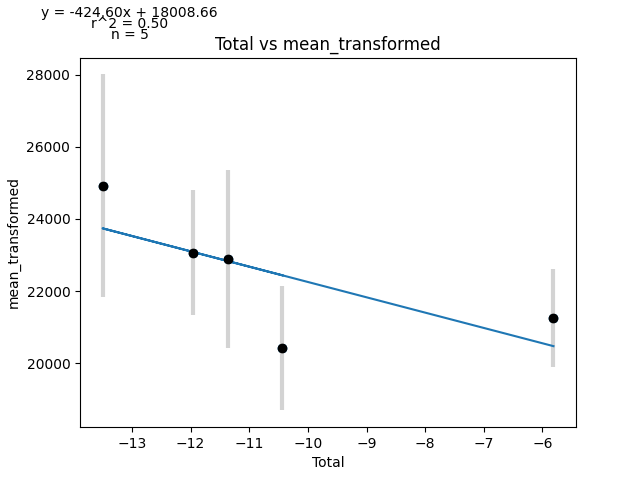 y = -424.60x + 18008.66
r^2 = 0.50
n = 5
Total vs mean_transformed
28000
26000
24000
22000
20000
mean_transformed
−13
−12
−11
−10
−9
−8
−7
−6
Total